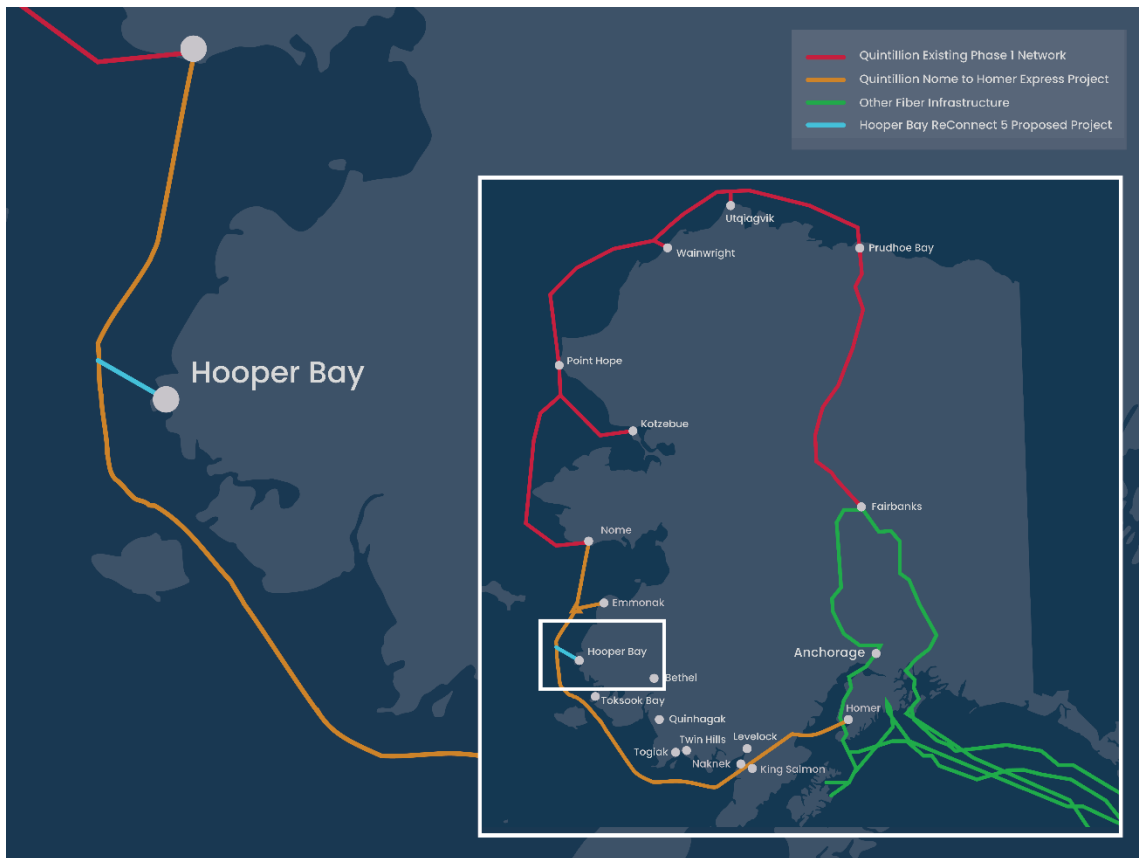 Quintillion Existing Phase 1 Network
Quintillion Nome to Homer Express Project
Other Fiber Infrastructure
Hooper Bay ReConnect 5 Proposed Project
Hooper Bay
Utqiagvik
Wainwright
Prudhoe Bay
Point Hope
Kotzebue
Fairbanks
Nome
Emmonak
Hooper Bay
Anchorage
Bethel
Toksook Bay
Quinhagak
Homer
Twin Hills
Levelock
Togiak
Naknek
King Salmon